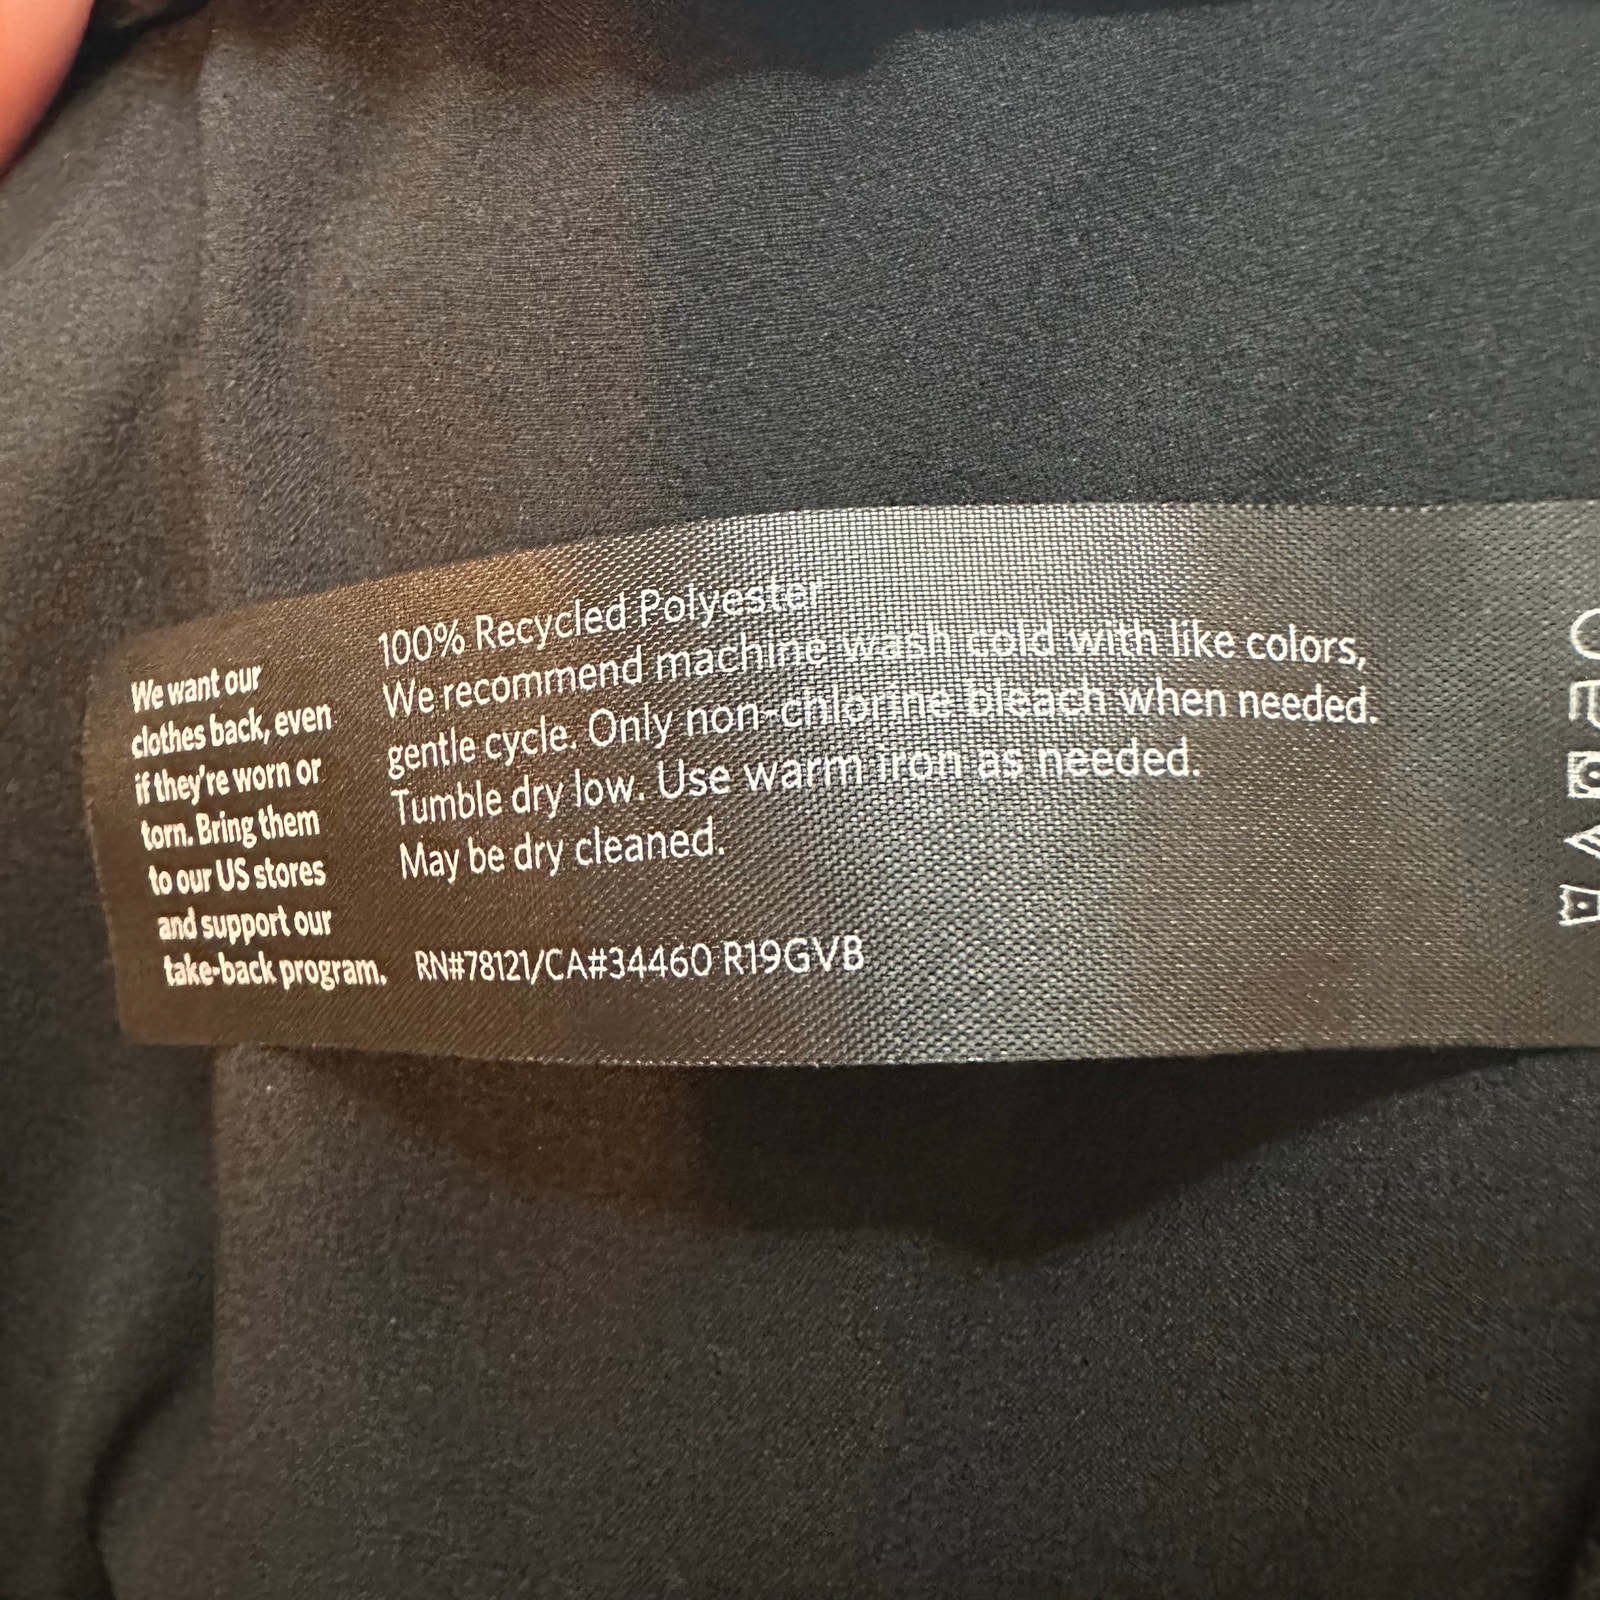 We want our
clothes back, even
if they're worn or
torn. Bring them
to our US stores
and support our
take-back program.
100% Recycled Polyester
We recommend machine wash cold with like colors,
gentle cycle. Only non-chlorine bleach when needed.
Tumble dry low. Use warm iron as needed.
May be dry cleaned.
RN#78121/CA#34460 R19GVB